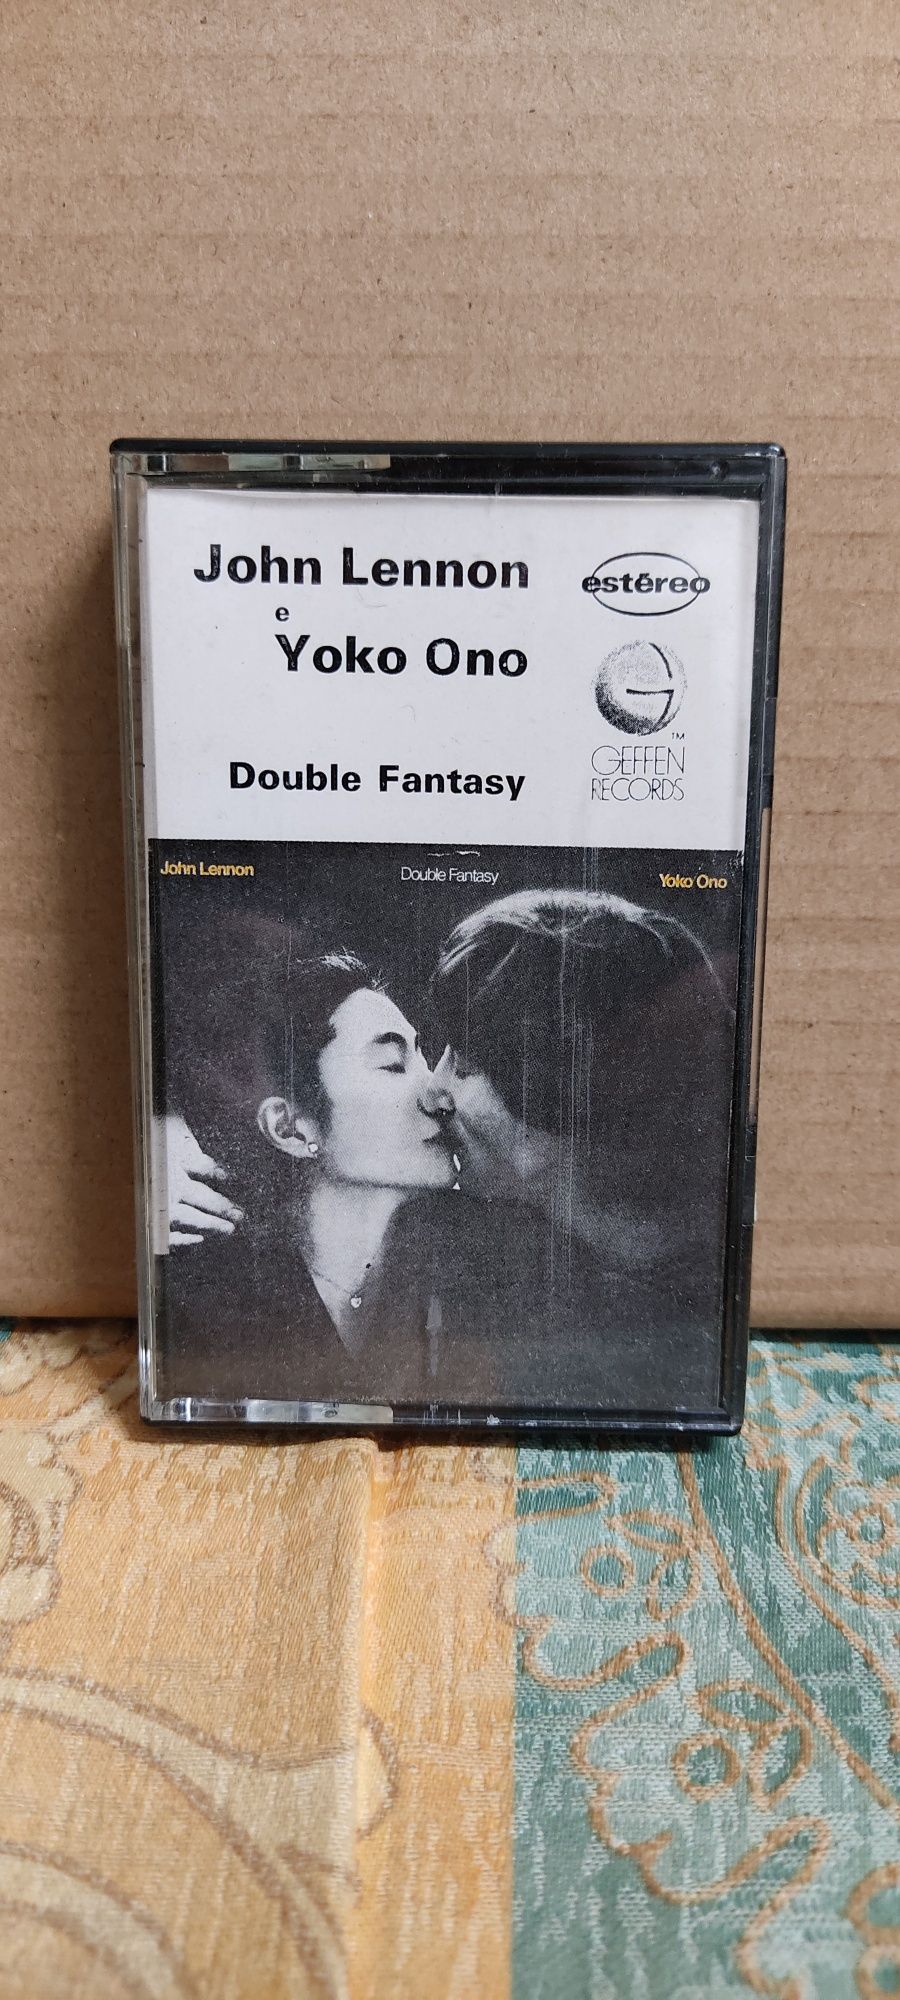 John Lennon
e
Yoko Ono
Double Fantasy
estéreo
TM
GEFFEN
RECORDS
John Lennon
Double Fantasy
Yoko Ono